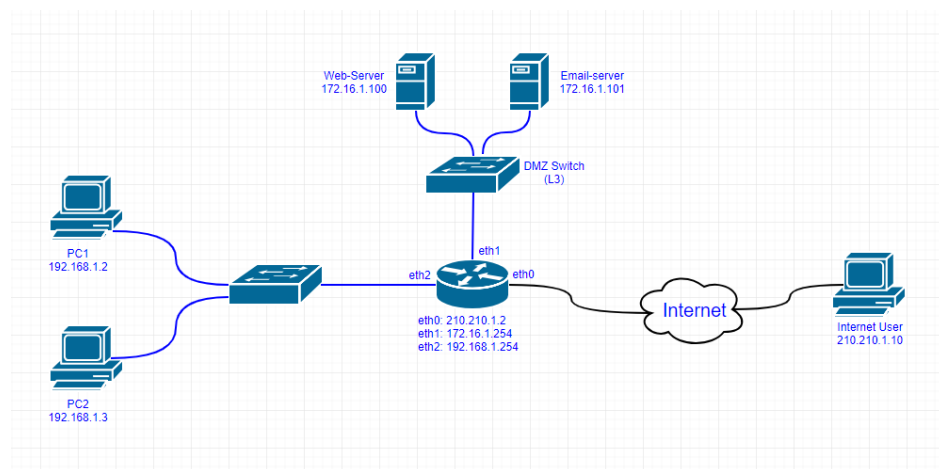 Web-Server
172.16.1.100
Email-server
172.16.1.101
DMZ Switch
(L3)
PC1
192.168.1.2
eth1
eth2
eth0
eth0: 210.210.1.2
eth1: 172.16.1.254
eth2: 192.168.1.254
Internet
Internet User
210.210.1.10
PC2
192.168.1.3